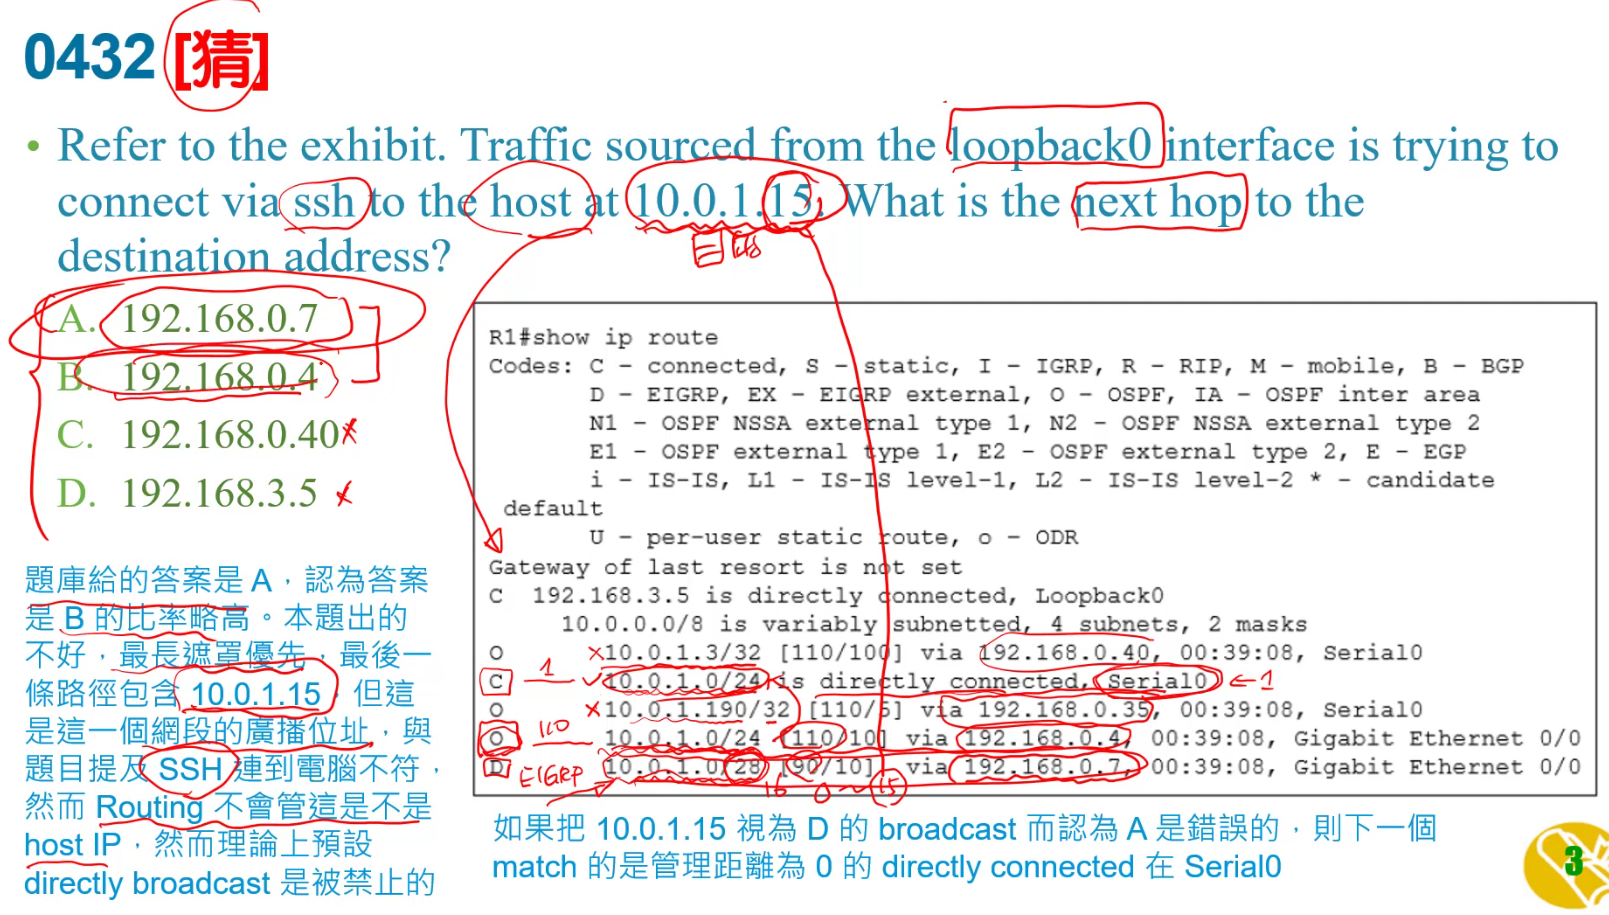 0432 [猜]
• Refer to the exhibit. Traffic sourced from the loopback0 interface is trying to
connect via ssh to the host at 10.0.1.15. What is the next hop to the
destination address?
A. 192.168.0.7
B. 192.168.0.4
C. 192.168.0.40
D. 192.168.3.5
題庫給的答案是 A，認為答案
是 B 的比率略高。本題出的
不好，最長遮罩優先，最後一
條路徑包含 10.0.1.15，但這
是這一個網段的廣播位址，與
題目提及 SSH 連到電腦不符，
然而 Routing 不會管這是不是
host IP，然而理論上預設
directly broadcast 是被禁止的
R1#show ip route
Codes: C - connected, S - static, I - IGRP, R - RIP, M - mobile, B - BGP
D - EIGRP, EX - EIGRP external, O - OSPF, IA - OSPF inter area
N1 - OSPF NSSA external type 1, N2 - OSPF NSSA external type 2
E1 - OSPF external type 1, E2 - OSPF external type 2, E - EGP
i - IS-IS, L1 - IS-IS level-1, L2 - IS-IS level-2 * - candidate
default
U - per-user static route, o - ODR
Gateway of last resort is not set
C 192.168.3.5 is directly connected, Loopback0
10.0.0.0/8 is variably subnetted, 4 subnets, 2 masks
O 10.0.1.3/32 [110/100] via 192.168.0.40, 00:39:08, Serial0
C 1 10.0.1.0/24 is directly connected, Serial0 ←1
O 10.0.1.190/32 [110/5] via 192.168.0.35, 00:39:08, Serial0
O 110 10.0.1.0/24 [110/10] via 192.168.0.4, 00:39:08, Gigabit Ethernet 0/0
D EIGRP 10.0.1.0/28 [90/10] via 192.168.0.7, 00:39:08, Gigabit Ethernet 0/0
16 0~15
如果把 10.0.1.15 視為 D 的 broadcast 而認為 A 是錯誤的，則下一個
match 的是管理距離為 0 的 directly connected 在 Serial0
3